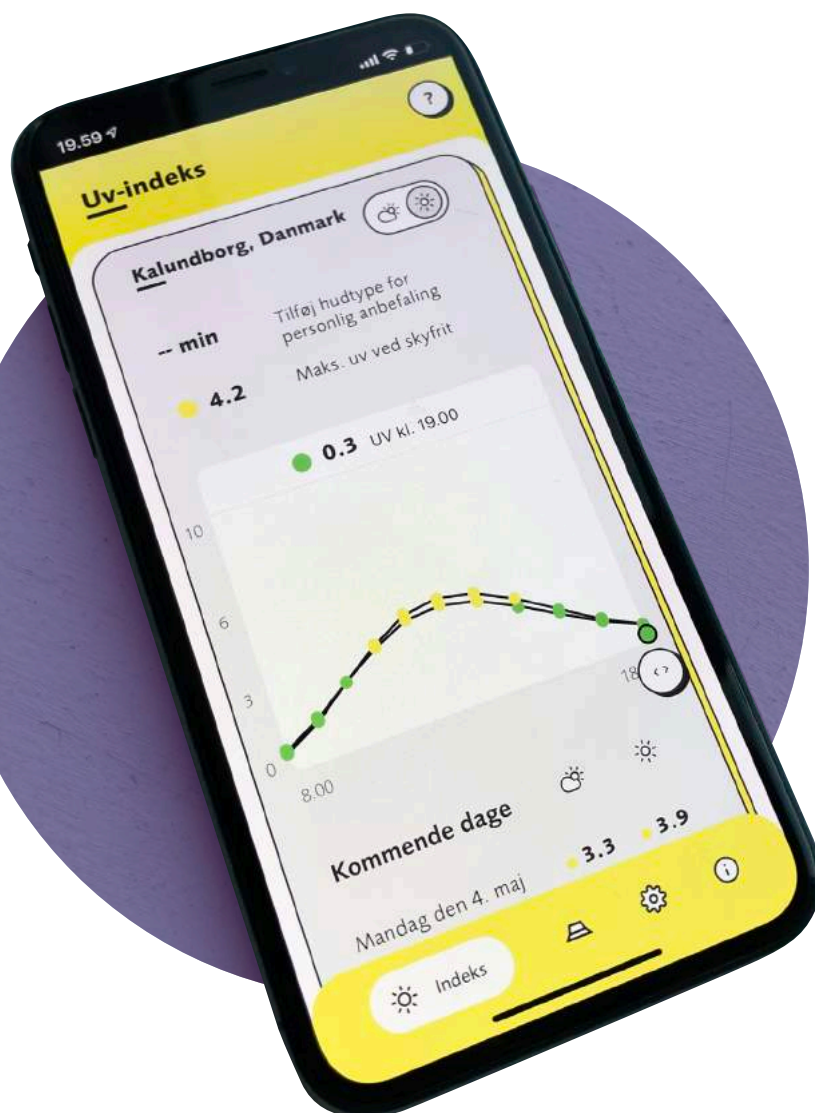 19.59
?
Uv-indeks
Kalundborg, Danmark
-- min
Tilføj hudtype for
personlig anbefaling
4.2
Maks. uv ved skyfrit
0.3 UV kl. 19.00
10
6
3
0
8.00
18
Kommende dage
Mandag den 4. maj
3.3
3.9
Indeks